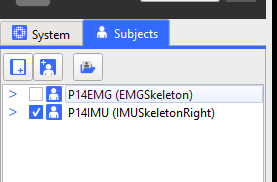 System Subjects
P14EMG (EMGSkeleton)
P14IMU (IMUSkeletonRight)